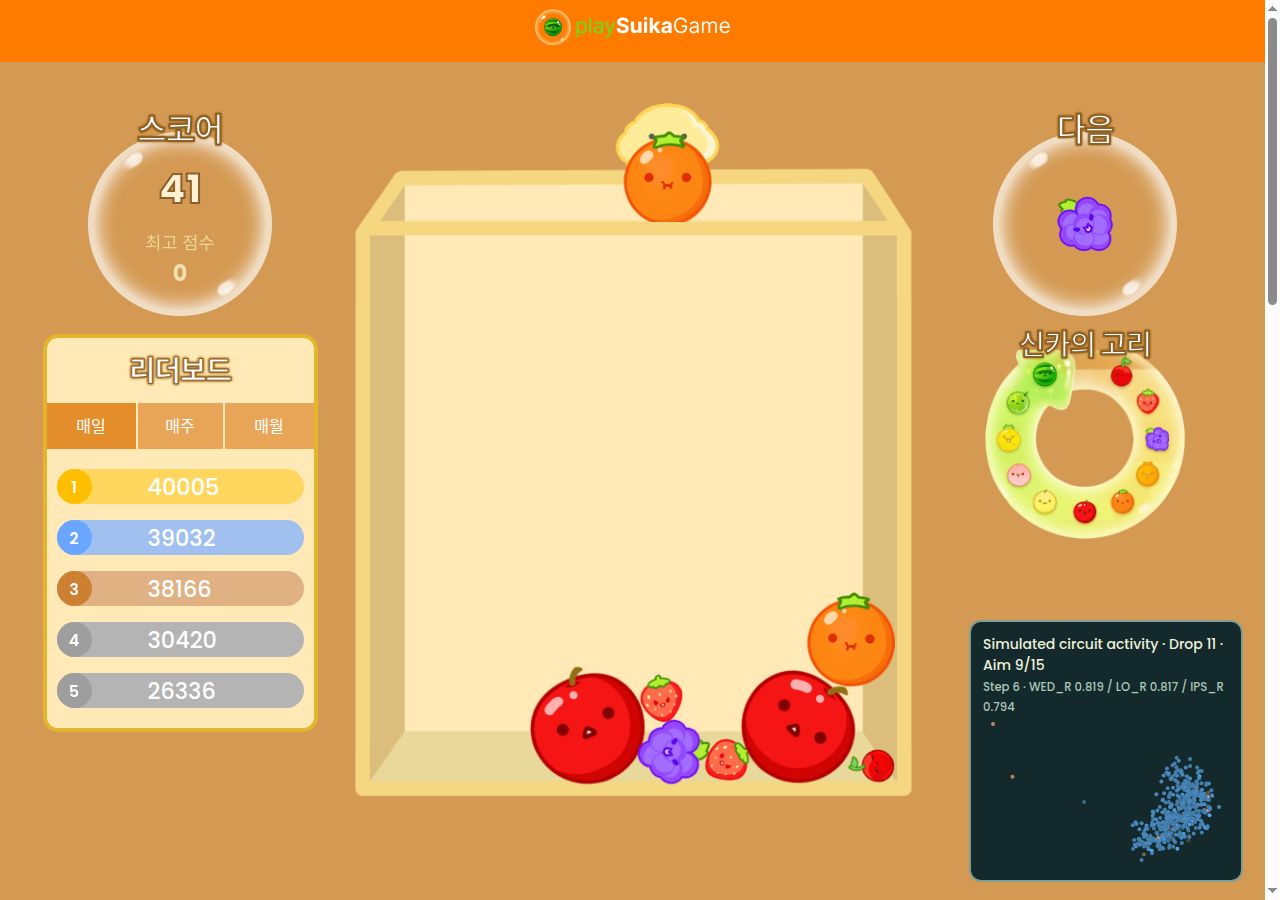 playSuikaGame
스코어
41
최고 점수
0
다음
리더보드
매일
매주
매월
1
40005
2
39032
3
38166
4
30420
5
26336
신카의 고리
Simulated circuit activity · Drop 11 ·
Aim 9/15
Step 6 · WED_R 0.819 / LO_R 0.817 / IPS_R
0.794